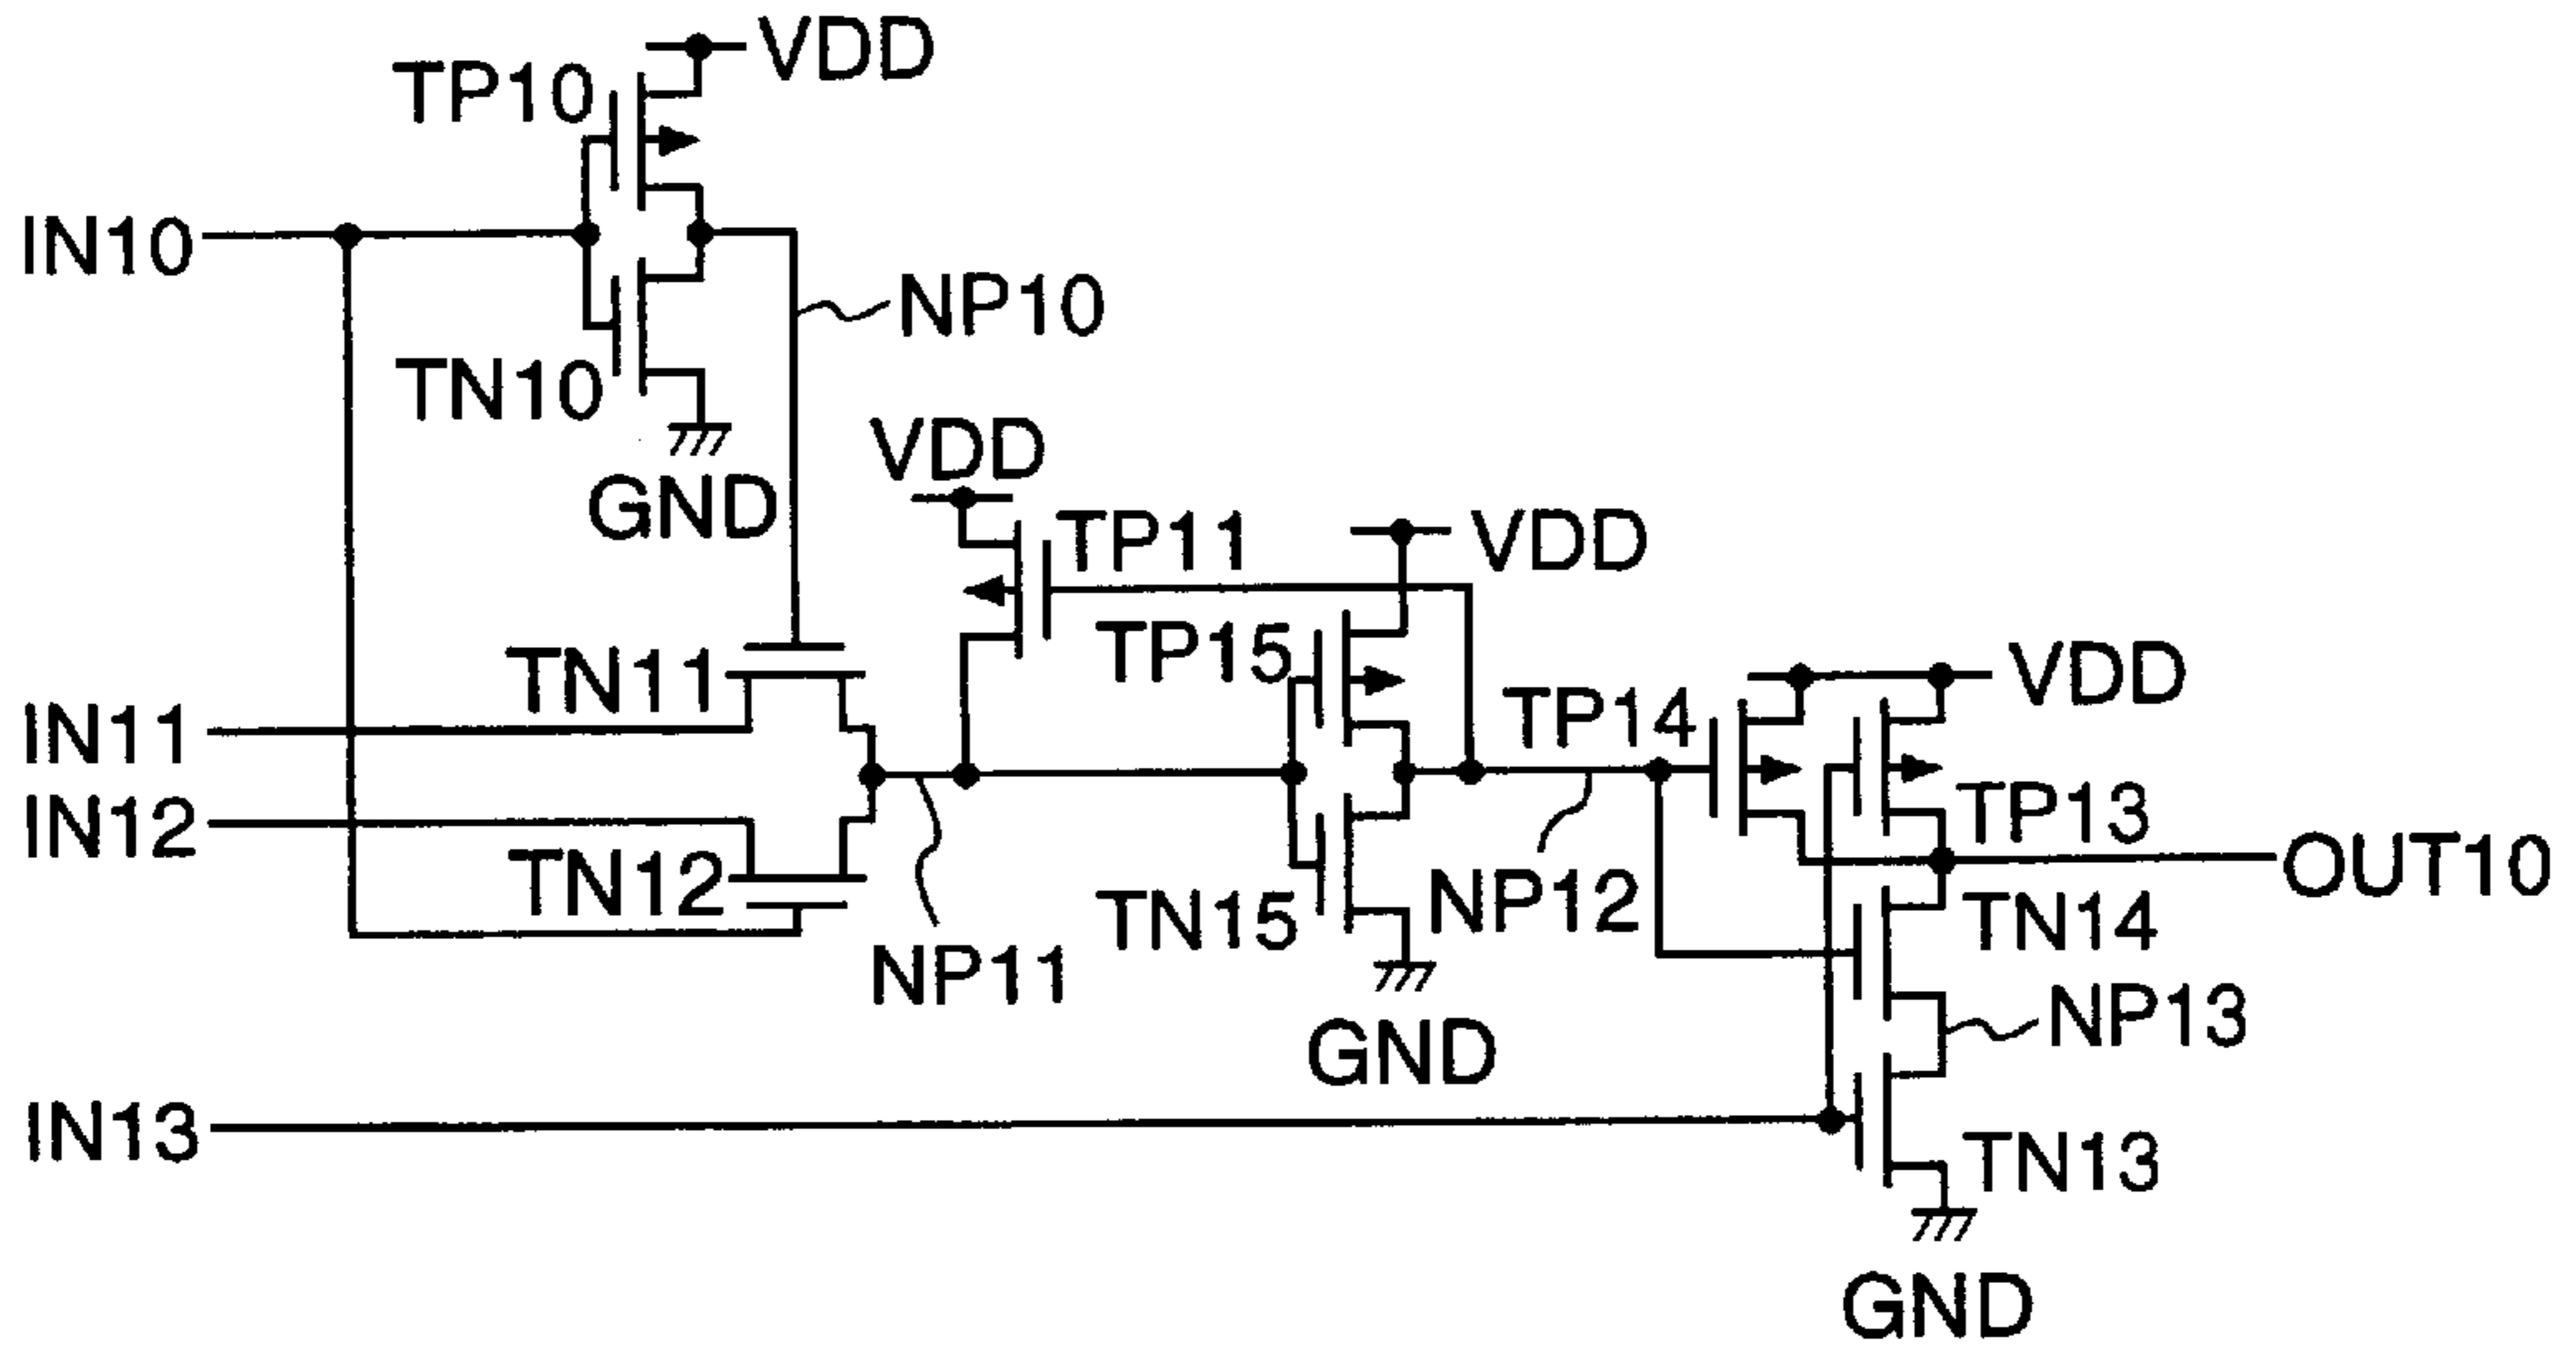 VDD
TP10
IN10
NP10
TN10
GND
VDD
TP11
VDD
TP15
TN11
IN11
TP14
VDD
IN12
TN12
TP13
OUT10
NP12
TN15
TN14
NP11
NP13
GND
IN13
TN13
GND